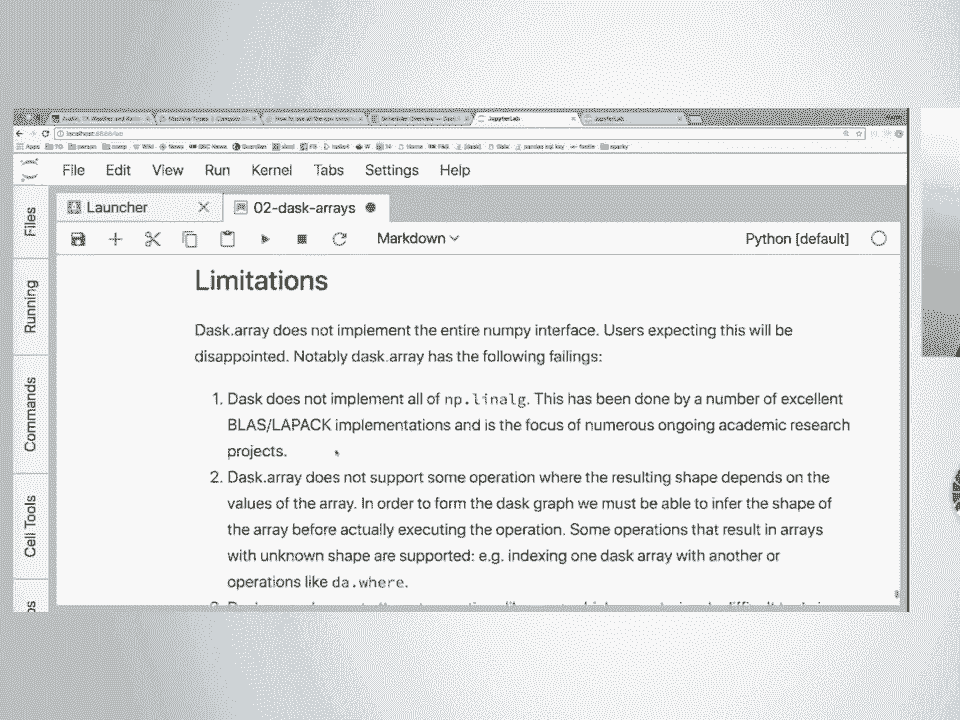 JupyterLab
JupyterLab
localhost:8888/lab
File Edit View Run Kernel Tabs Settings Help
Launcher
02-dask-arrays
Markdown
Python [default]
Files
Running
Commands
Cell Tools
Limitations
Dask.array does not implement the entire numpy interface. Users expecting this will be
disappointed. Notably dask.array has the following failings:
1. Dask does not implement all of np.linalg. This has been done by a number of excellent
BLAS/LAPACK implementations and is the focus of numerous ongoing academic research
projects.
2. Dask.array does not support some operation where the resulting shape depends on the
values of the array. In order to form the dask graph we must be able to infer the shape of
the array before actually executing the operation. Some operations that result in arrays
with unknown shape are supported: e.g. indexing one dask array with another or
operations like da.where.